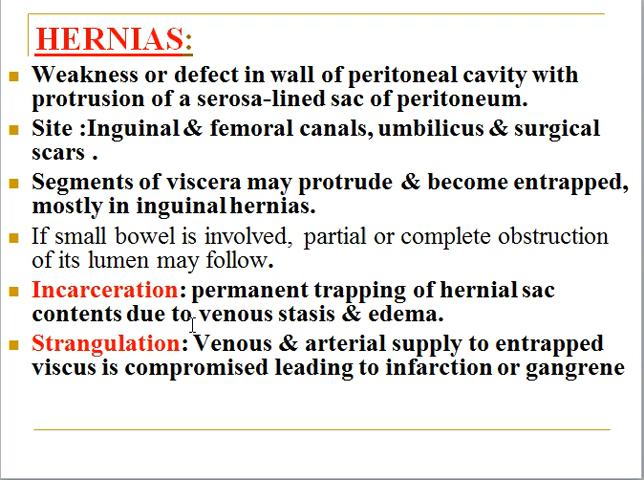 HERNIAS:
Weakness or defect in wall of peritoneal cavity with
protrusion of a serosa-lined sac of peritoneum.
Site :Inguinal & femoral canals, umbilicus & surgical
scars .
Segments of viscera may protrude & become entrapped,
mostly in inguinal hernias.
If small bowel is involved, partial or complete obstruction
of its lumen may follow.
Incarceration: permanent trapping of hernial sac
contents due to venous stasis & edema.
Strangulation: Venous & arterial supply to entrapped
viscus is compromised leading to infarction or gangrene